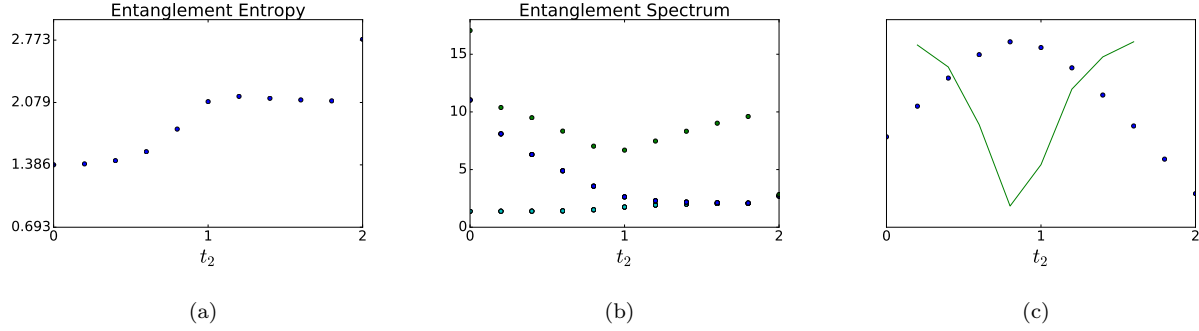 Entanglement Entropy
2.773
2.079
1.386
0.693
0 1 2
t2
(a)
Entanglement Spectrum
15
10
5
0
0 1 2
t2
(b)
0 1 2
t2
(c)